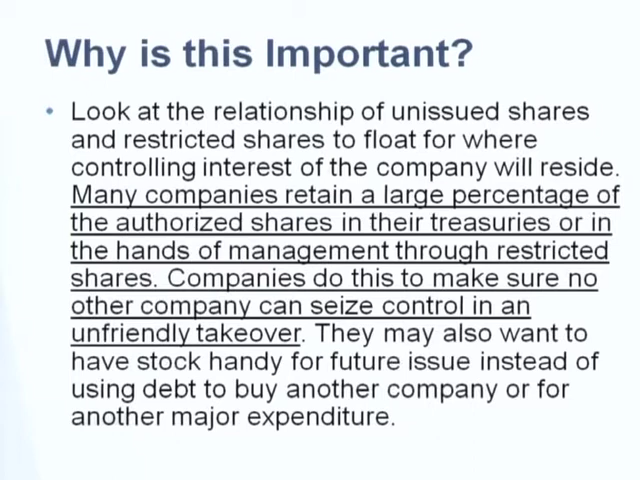 Why is this Important?
• Look at the relationship of unissued shares
and restricted shares to float for where
controlling interest of the company will reside.
Many companies retain a large percentage of
the authorized shares in their treasuries or in
the hands of management through restricted
shares. Companies do this to make sure no
other company can seize control in an
unfriendly takeover. They may also want to
have stock handy for future issue instead of
using debt to buy another company or for
another major expenditure.